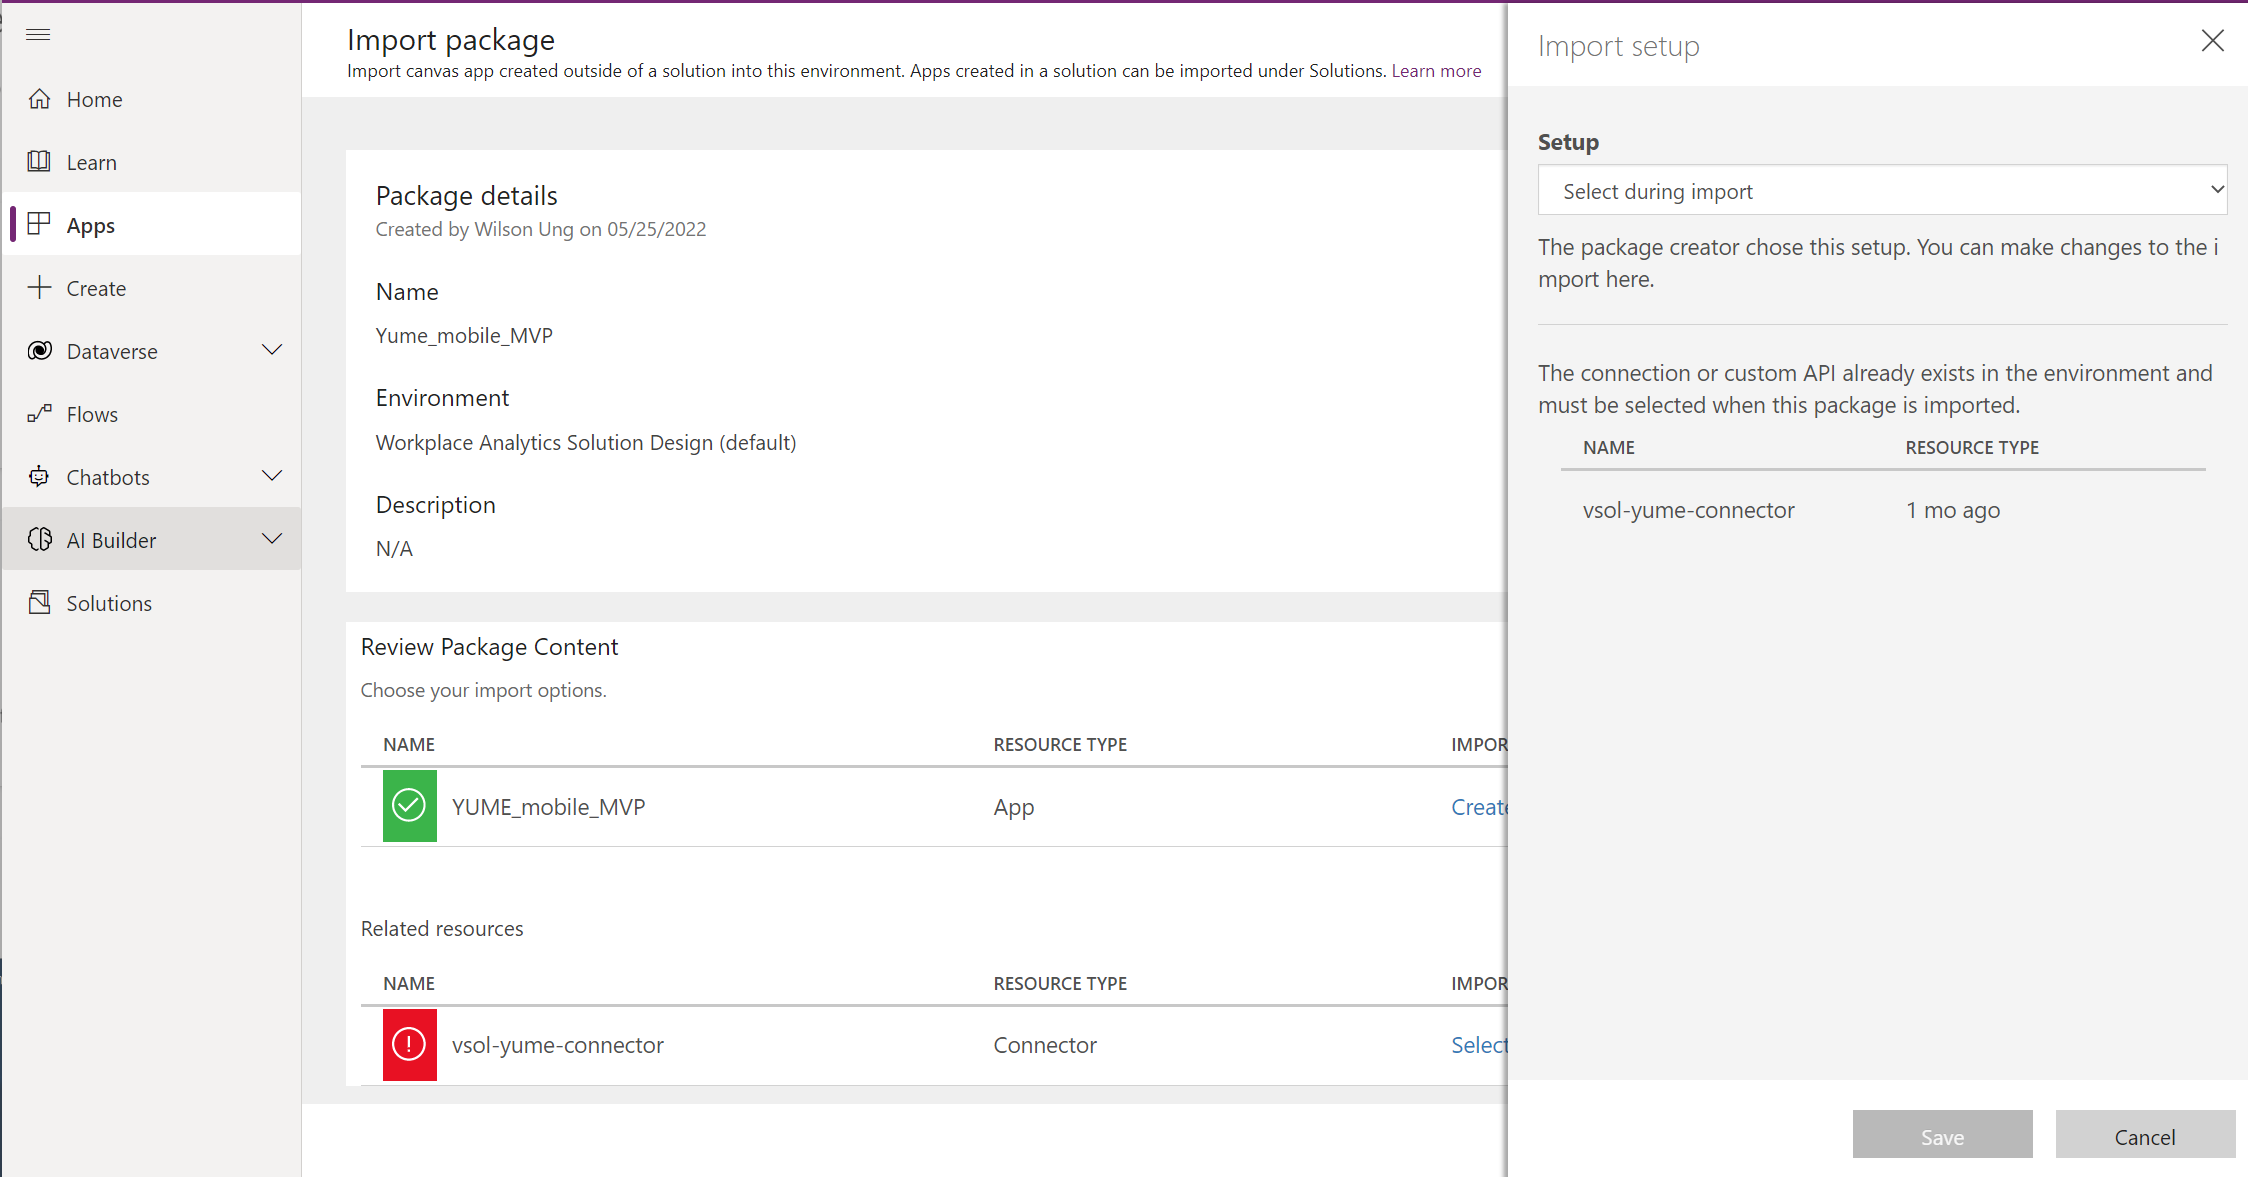 Home
Learn
Apps
Create
Dataverse
Flows
Chatbots
AI Builder
Solutions
Import package
Import canvas app created outside of a solution into this environment. Apps created in a solution can be imported under Solutions. Learn more
Package details
Created by Wilson Ung on 05/25/2022
Name
Yume_mobile_MVP
Environment
Workplace Analytics Solution Design (default)
Description
N/A
Review Package Content
Choose your import options.
NAME RESOURCE TYPE IMPOR
YUME_mobile_MVP App Create
Related resources
NAME RESOURCE TYPE IMPOR
vsol-yume-connector Connector Select
Import setup
Setup
Select during import
The package creator chose this setup. You can make changes to the i
mport here.
The connection or custom API already exists in the environment and
must be selected when this package is imported.
NAME RESOURCE TYPE
vsol-yume-connector 1 mo ago
Save Cancel